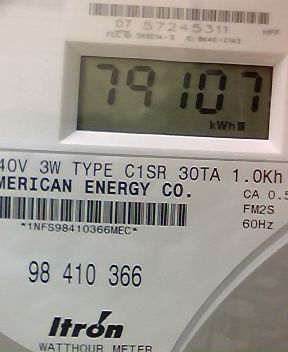 07 57245311
79107
kWh
40V 3W TYPE C1SR 30TA 1.0Kh
MERICAN ENERGY CO.
CA 0.5
FM2S
60Hz
*1NFS98410366MEC*
98 410 366
Itron
WATTHOUR METER